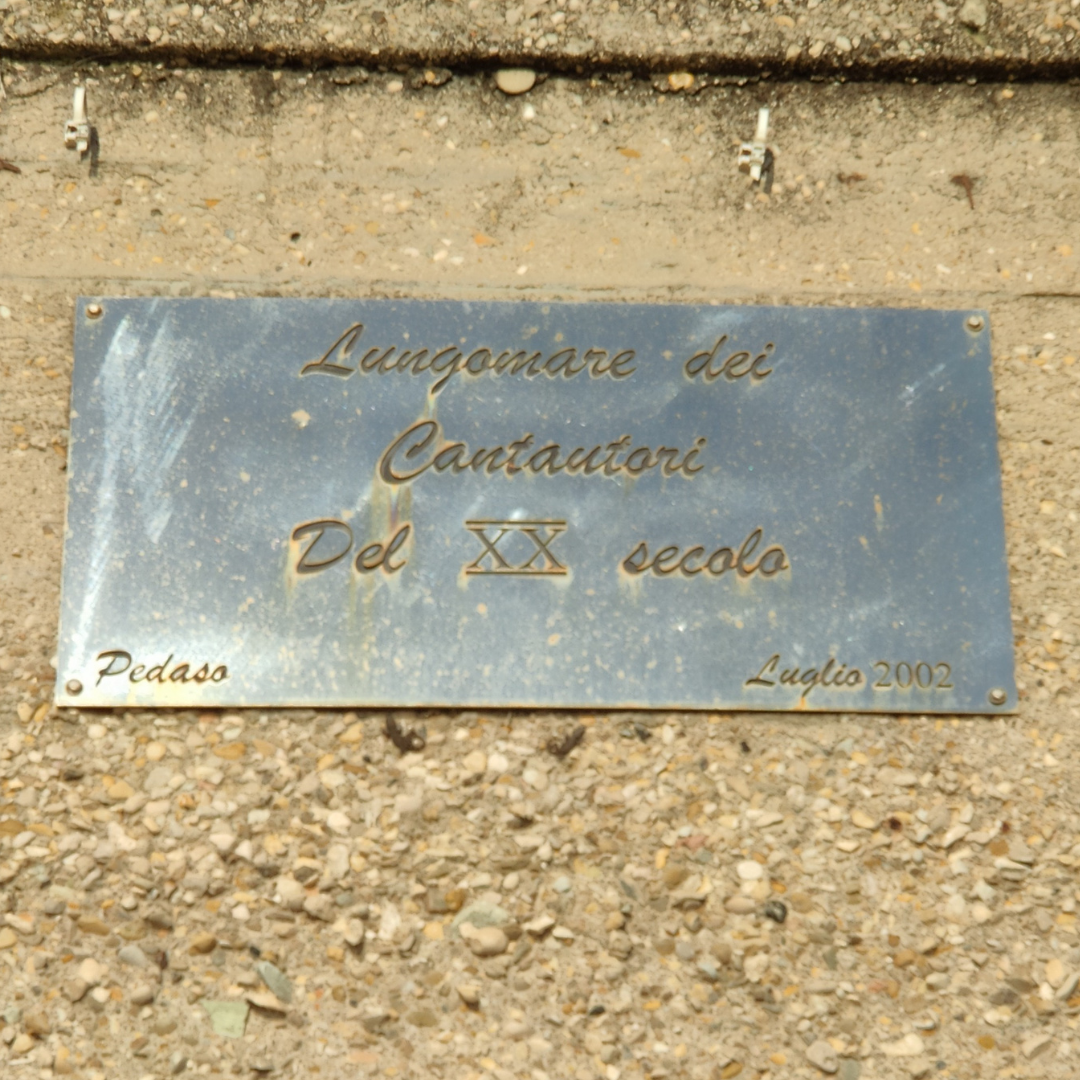 Lungomare dei
Cantautori
Del XX secolo
Pedaso Luglio 2002